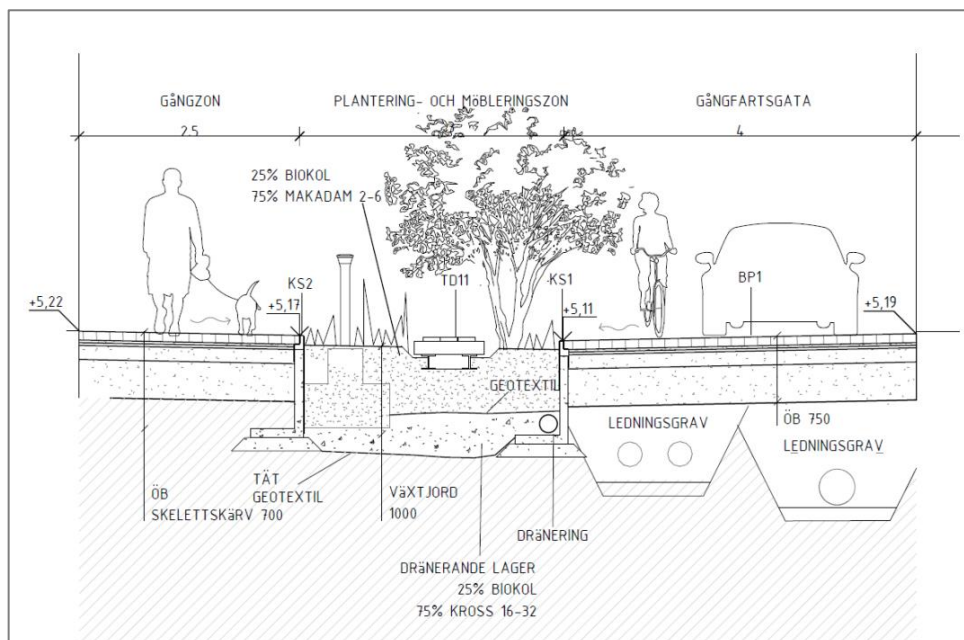 GÅNGZON
PLANTERING- OCH MÖBLERINGSZON
GÅNGFARTSGATA
2.5
4
25% BIOKOL
75% MAKADAM 2-6
KS2
TD11
KS1
BP1
+5,22
+5,17
+5,11
+5,19
GEOTEXTIL
LEDNINGSGRAV
ÖB 750
LEDNINGSGRAV
TÄT
GEOTEXTIL
ÖB
SKELETTSKÄRV 700
VÄXTJORD
1000
DRÄNERING
DRÄNERANDE LAGER
25% BIOKOL
75% KROSS 16-32